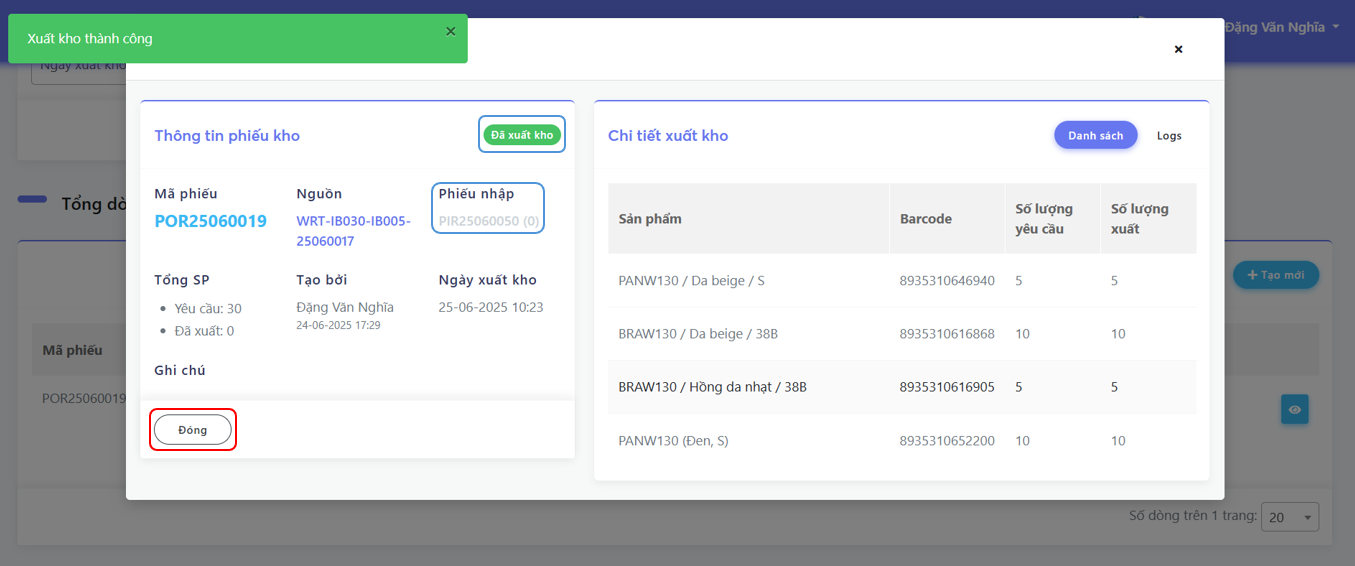 Xuất kho thành công
×
Đặng Văn Nghĩa
×
Ngày xuất kho
Thông tin phiếu kho
Đã xuất kho
Mã phiếu
POR25060019
Nguồn
WRT-IB030-IB005-
25060017
Phiếu nhập
PIR25060050 (0)
Tổng SP
Yêu cầu: 30
Đã xuất: 0
Tạo bởi
Đặng Văn Nghĩa
24-06-2025 17:29
Ngày xuất kho
25-06-2025 10:23
Ghi chú
Đóng
Chi tiết xuất kho
Danh sách
Logs
Sản phẩm Barcode Số lượng yêu cầu Số lượng xuất
PANW130 / Da beige / S 8935310646940 5 5
BRAW130 / Da beige / 38B 8935310616868 10 10
BRAW130 / Hồng da nhạt / 38B 8935310616905 5 5
PANW130 (Đen, S) 8935310652200 10 10
Tổng
+ Tạo mới
Mã phiếu
POR25060019
Số dòng trên 1 trang: 20